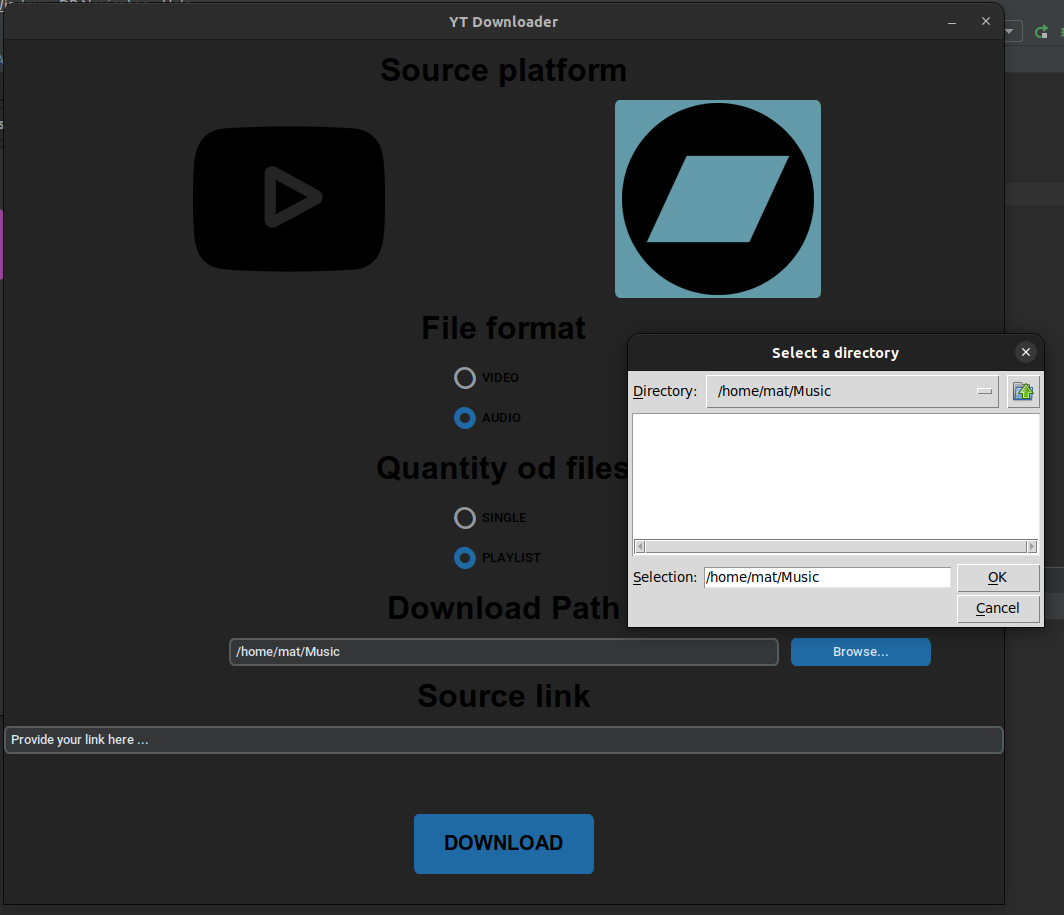 YT Downloader
Source platform
File format
VIDEO
AUDIO
Quantity od files
SINGLE
PLAYLIST
Download Path
/home/mat/Music
Browse...
Source link
Provide your link here ...
DOWNLOAD
Select a directory
Directory:
/home/mat/Music
Selection:
/home/mat/Music
OK
Cancel